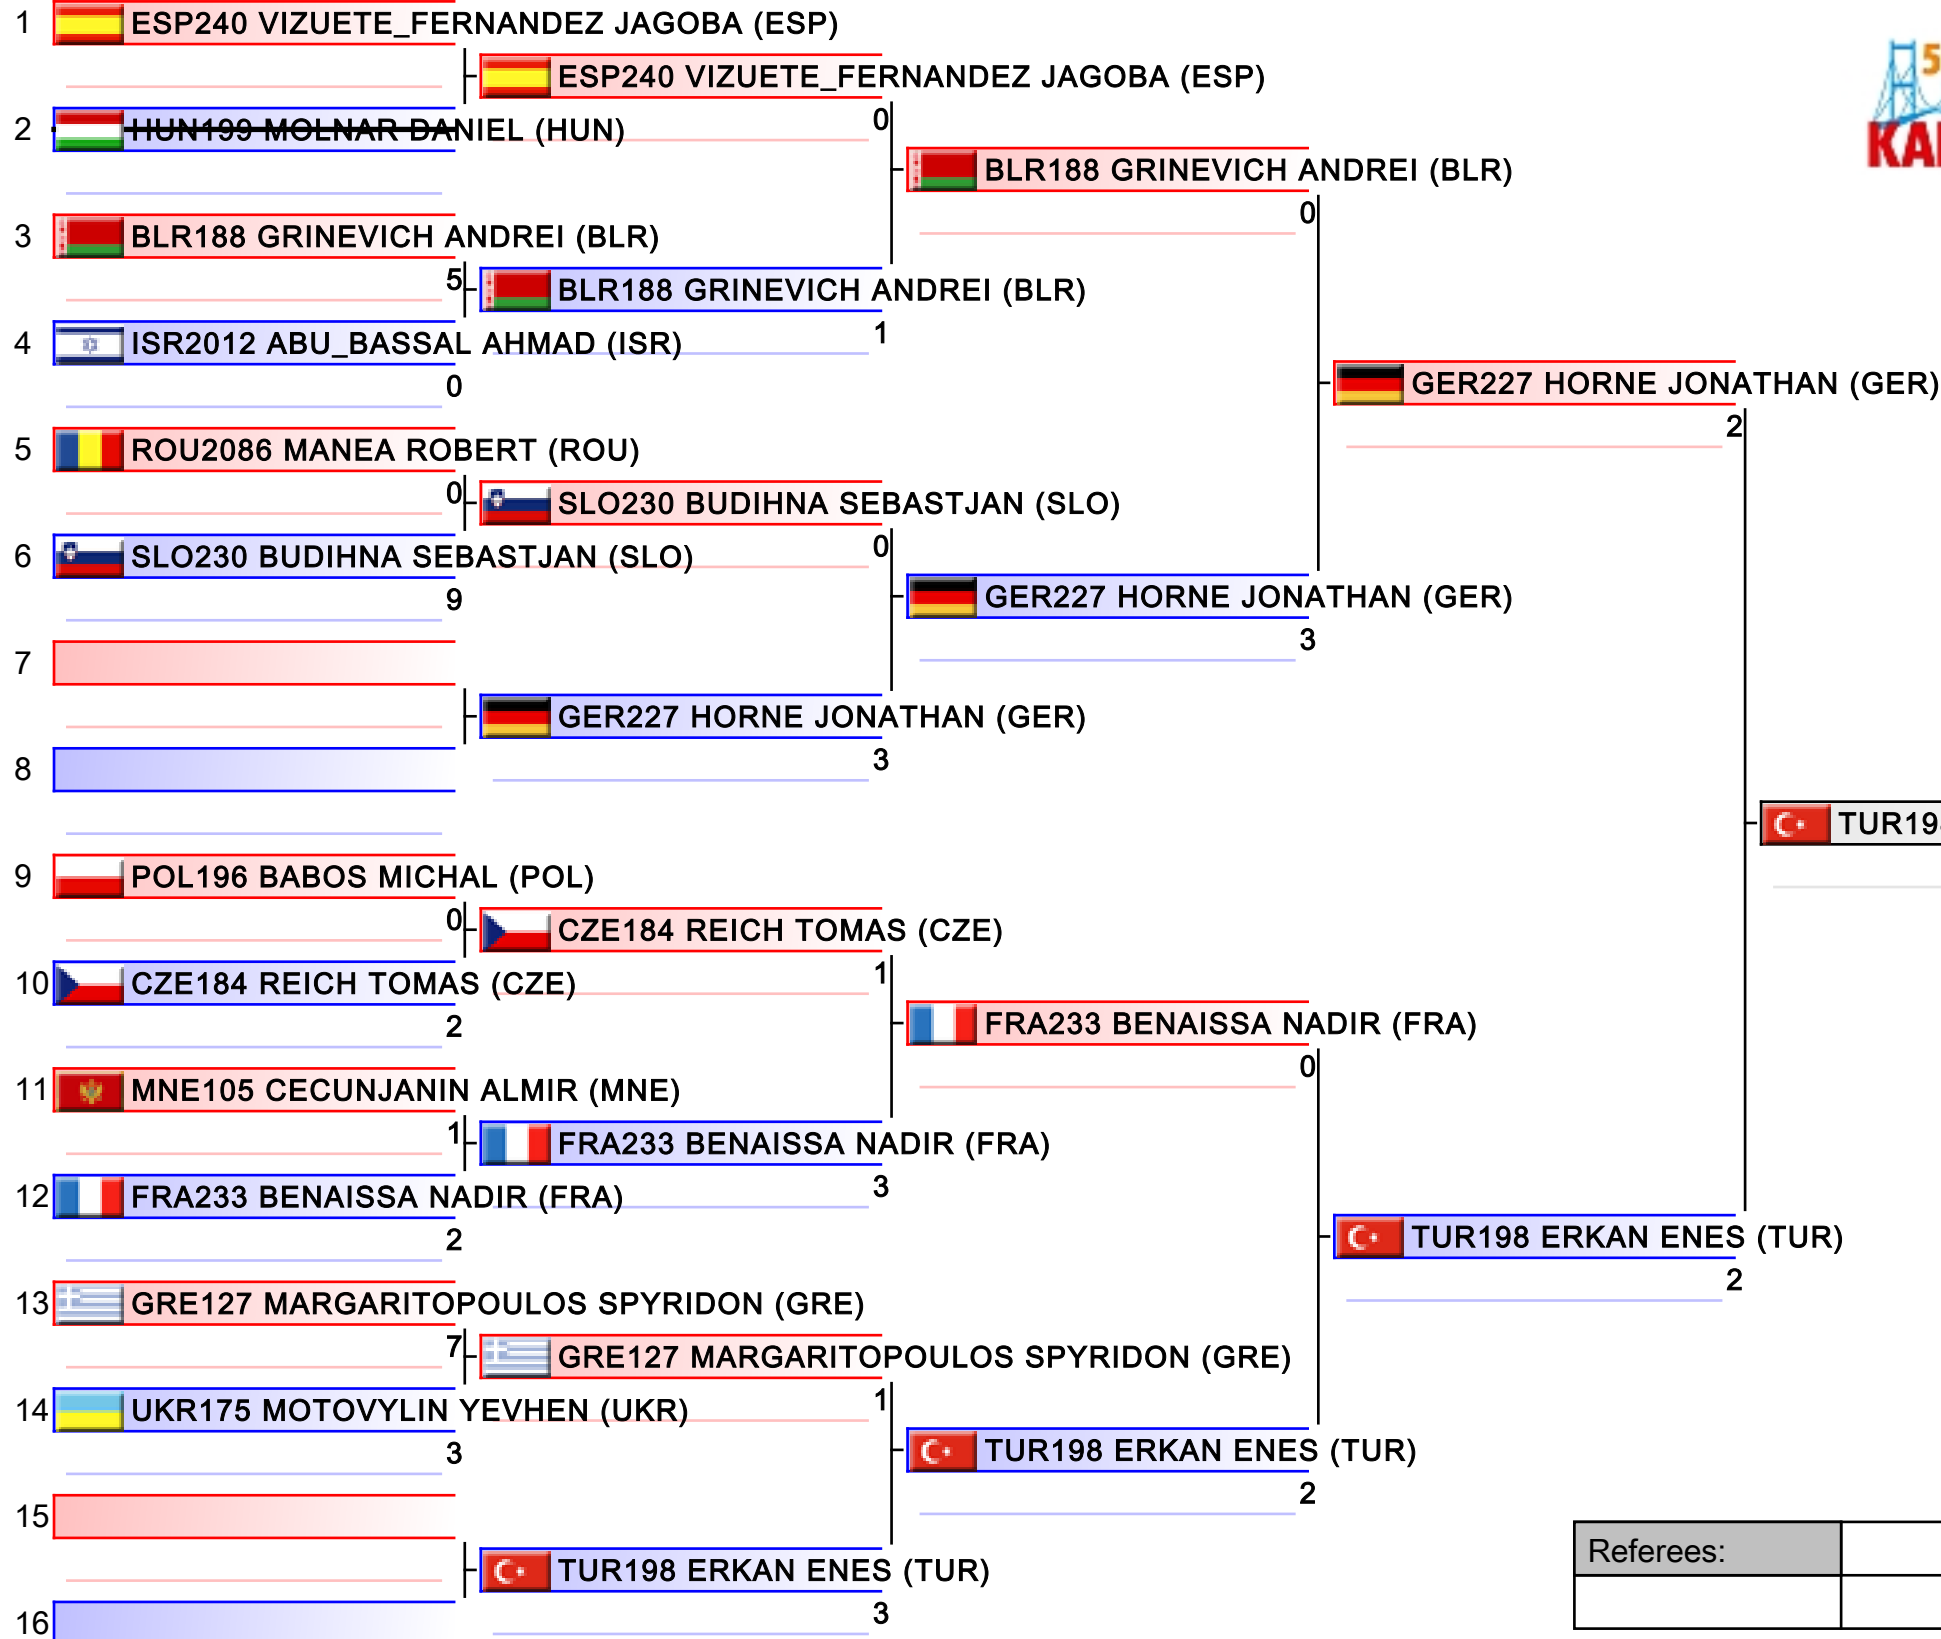 1 ESP240 VIZUETE_FERNANDEZ JAGOBA (ESP)
5
ESP240 VIZUETE_FERNANDEZ JAGOBA (ESP)
0
2 HUN199 MOLNAR DANIEL (HUN)
BLR188 GRINEVICH ANDREI (BLR)
0
3 BLR188 GRINEVICH ANDREI (BLR)
5
BLR188 GRINEVICH ANDREI (BLR)
1
4 ISR2012 ABU_BASSAL AHMAD (ISR)
0
GER227 HORNE JONATHAN (GER)
2
5 ROU2086 MANEA ROBERT (ROU)
0
SLO230 BUDIHNA SEBASTJAN (SLO)
0
6 SLO230 BUDIHNA SEBASTJAN (SLO)
9
GER227 HORNE JONATHAN (GER)
3
7
GER227 HORNE JONATHAN (GER)
3
8
9 POL196 BABOS MICHAL (POL)
0
CZE184 REICH TOMAS (CZE)
1
10 CZE184 REICH TOMAS (CZE)
2
FRA233 BENAISSA NADIR (FRA)
0
11 MNE105 CECUNJANIN ALMIR (MNE)
1
FRA233 BENAISSA NADIR (FRA)
3
12 FRA233 BENAISSA NADIR (FRA)
2
TUR198 ERKAN ENES (TUR)
2
13 GRE127 MARGARITOPOULOS SPYRIDON (GRE)
7
GRE127 MARGARITOPOULOS SPYRIDON (GRE)
1
14 UKR175 MOTOVYLIN YEVHEN (UKR)
3
TUR198 ERKAN ENES (TUR)
2
15
TUR198 ERKAN ENES (TUR)
3
16
Referees: